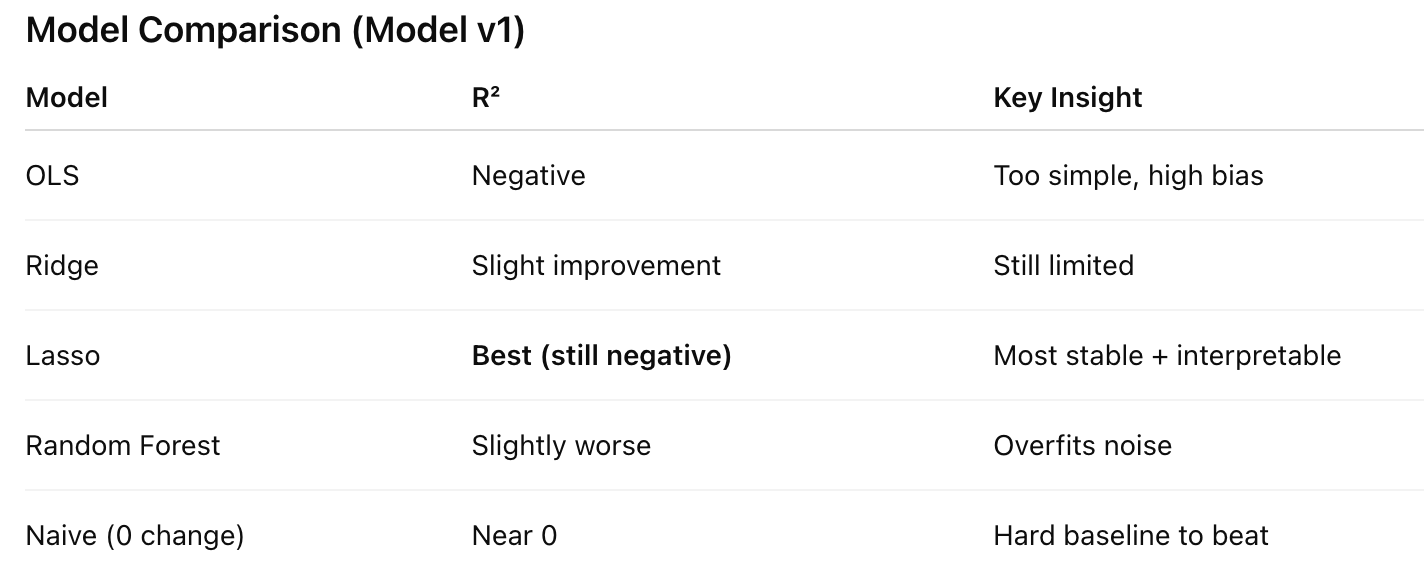 Model Comparison (Model v1)
Model R² Key Insight
OLS Negative Too simple, high bias
Ridge Slight improvement Still limited
Lasso Best (still negative) Most stable + interpretable
Random Forest Slightly worse Overfits noise
Naive (0 change) Near 0 Hard baseline to beat